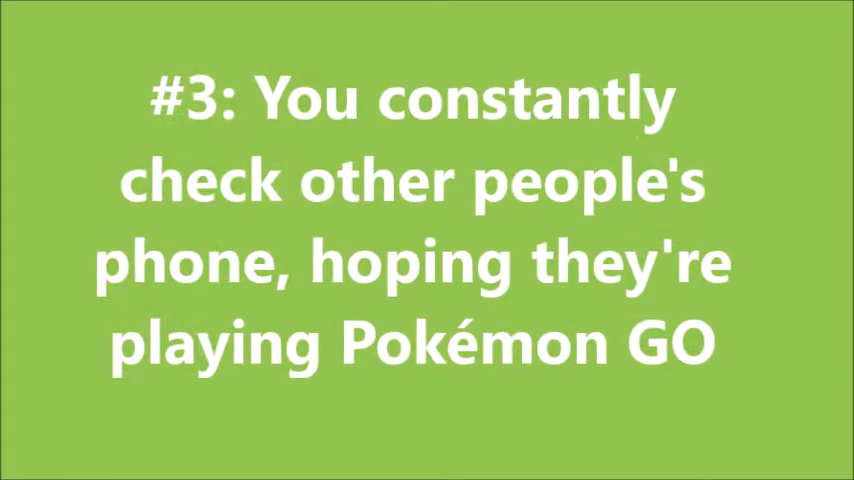 #3: You constantly
check other people's
phone, hoping they're
playing Pokémon GO